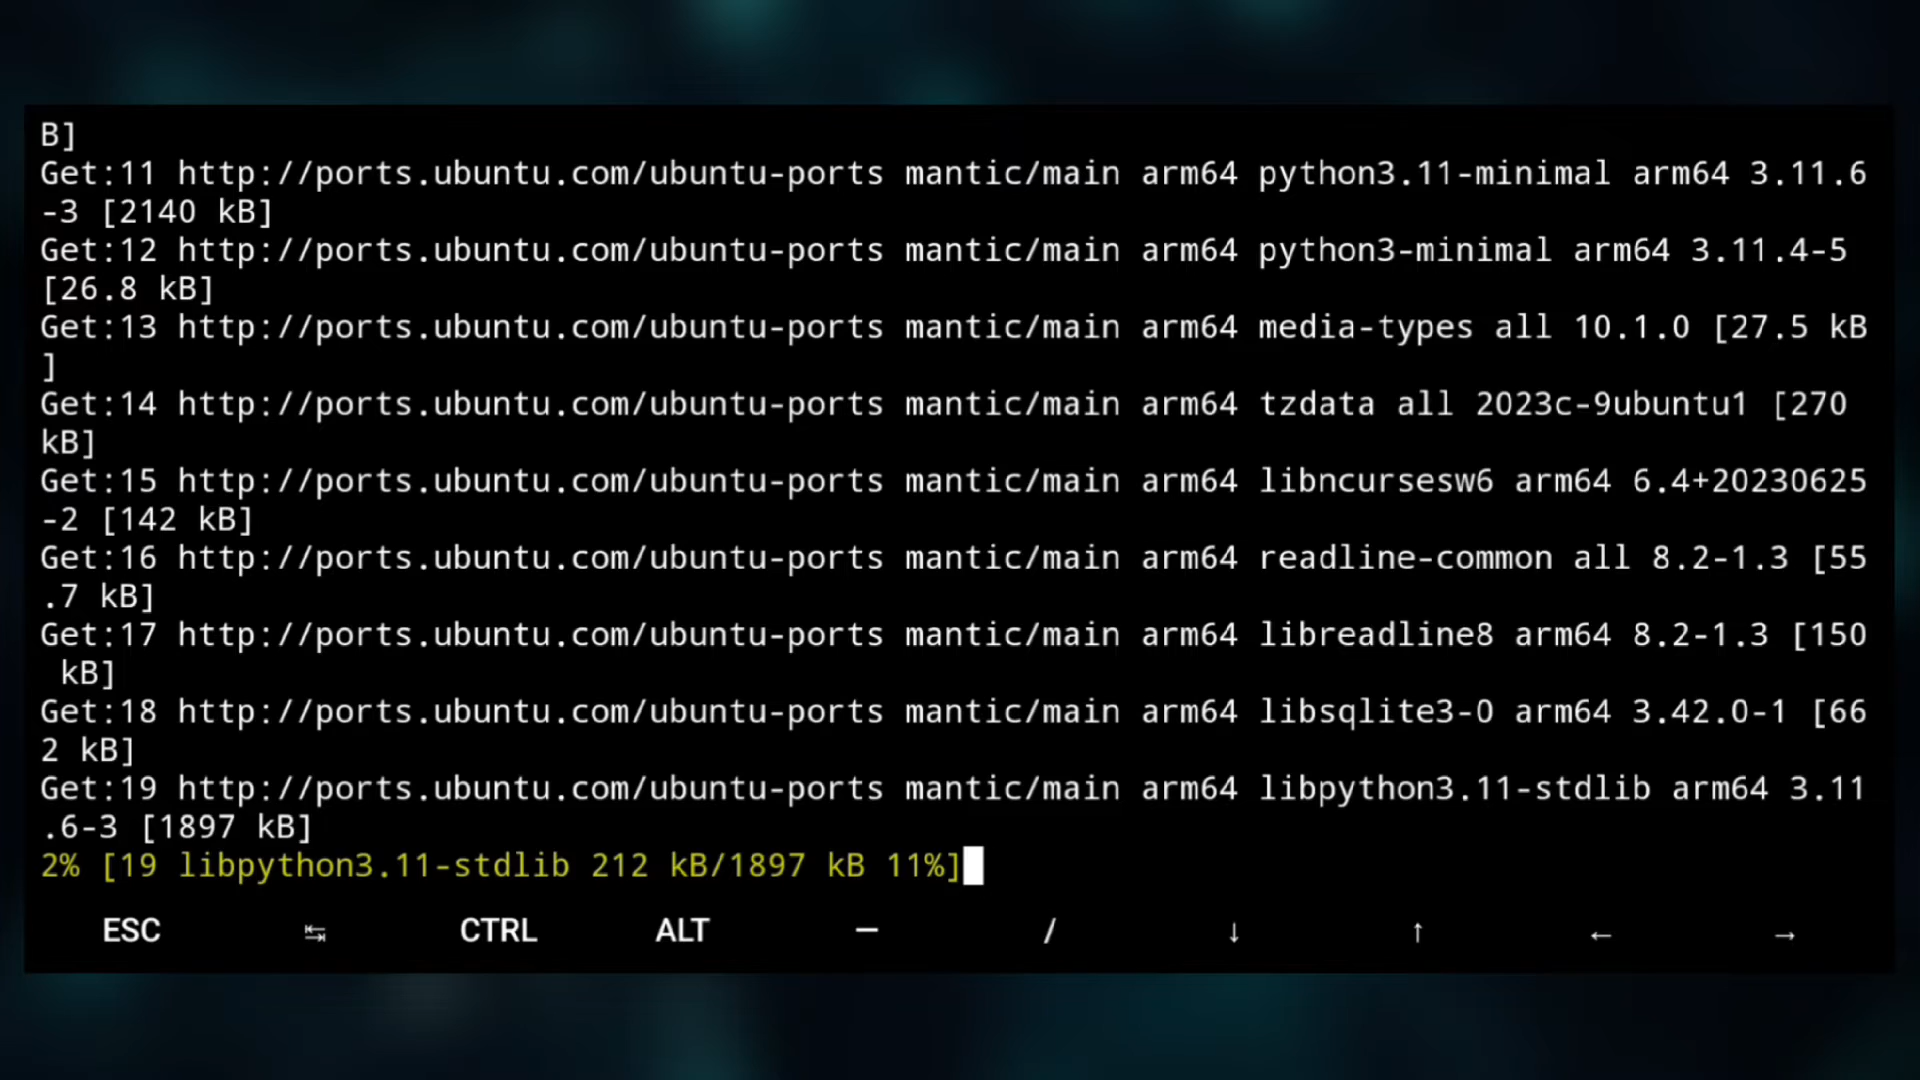 B]
Get:11 http://ports.ubuntu.com/ubuntu-ports mantic/main arm64 python3.11-minimal arm64 3.11.6
-3 [2140 kB]
Get:12 http://ports.ubuntu.com/ubuntu-ports mantic/main arm64 python3-minimal arm64 3.11.4-5
[26.8 kB]
Get:13 http://ports.ubuntu.com/ubuntu-ports mantic/main arm64 media-types all 10.1.0 [27.5 kB
]
Get:14 http://ports.ubuntu.com/ubuntu-ports mantic/main arm64 tzdata all 2023c-9ubuntu1 [270
kB]
Get:15 http://ports.ubuntu.com/ubuntu-ports mantic/main arm64 libncursesw6 arm64 6.4+20230625
-2 [142 kB]
Get:16 http://ports.ubuntu.com/ubuntu-ports mantic/main arm64 readline-common all 8.2-1.3 [55
.7 kB]
Get:17 http://ports.ubuntu.com/ubuntu-ports mantic/main arm64 libreadline8 arm64 8.2-1.3 [150
 kB]
Get:18 http://ports.ubuntu.com/ubuntu-ports mantic/main arm64 libsqlite3-0 arm64 3.42.0-1 [66
2 kB]
Get:19 http://ports.ubuntu.com/ubuntu-ports mantic/main arm64 libpython3.11-stdlib arm64 3.11
.6-3 [1897 kB]
2% [19 libpython3.11-stdlib 212 kB/1897 kB 11%]
ESC ↹ CTRL ALT — / ↓ ↑ ← →